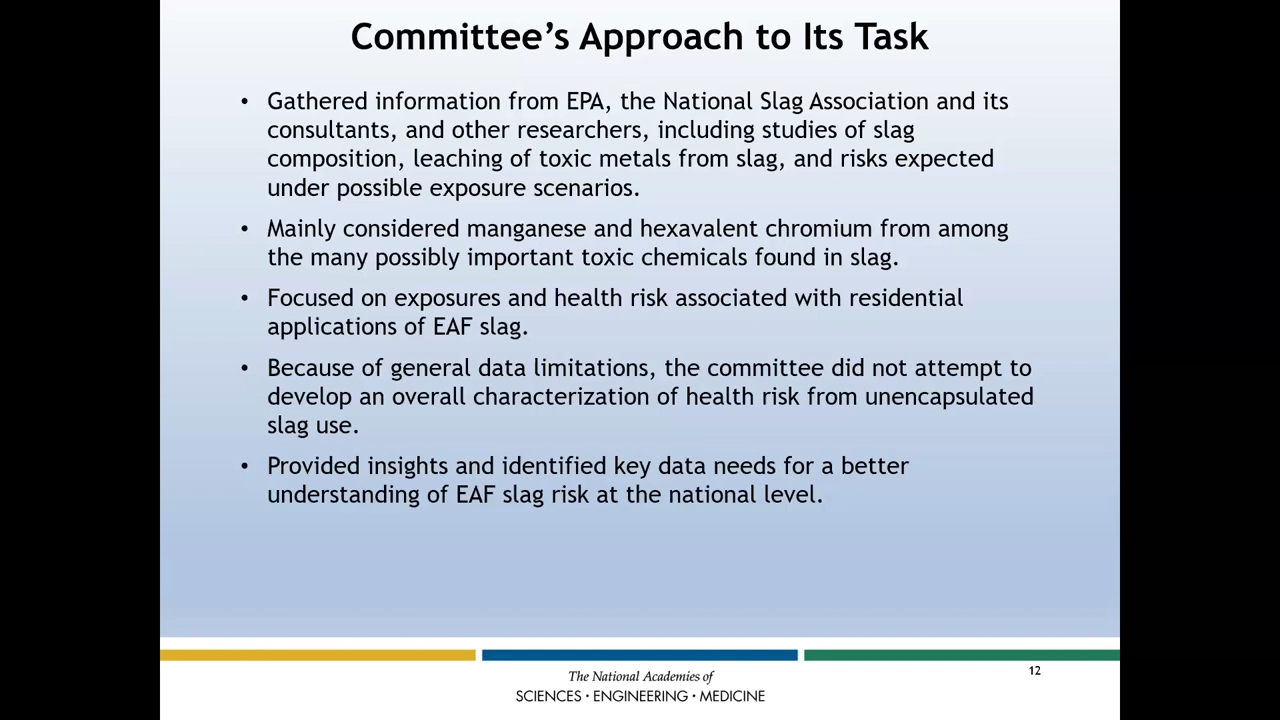 Committee’s Approach to Its Task
• Gathered information from EPA, the National Slag Association and its
consultants, and other researchers, including studies of slag
composition, leaching of toxic metals from slag, and risks expected
under possible exposure scenarios.
• Mainly considered manganese and hexavalent chromium from among
the many possibly important toxic chemicals found in slag.
• Focused on exposures and health risk associated with residential
applications of EAF slag.
• Because of general data limitations, the committee did not attempt to
develop an overall characterization of health risk from unencapsulated
slag use.
• Provided insights and identified key data needs for a better
understanding of EAF slag risk at the national level.
12
The National Academies of
SCIENCES · ENGINEERING · MEDICINE